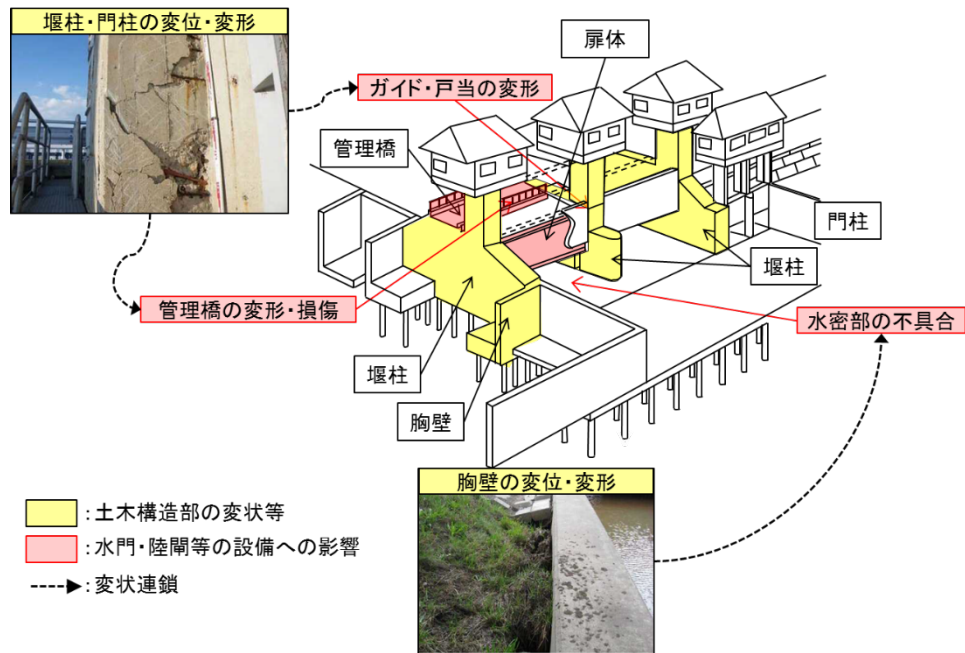 堰柱・門柱の変位・変形
扉体
ガイド・戸当の変形
管理橋
門柱
堰柱
管理橋の変形・損傷
水密部の不具合
堰柱
胸壁
胸壁の変位・変形
:土木構造部の変状等
:水門・陸閘等の設備への影響
:変状連鎖